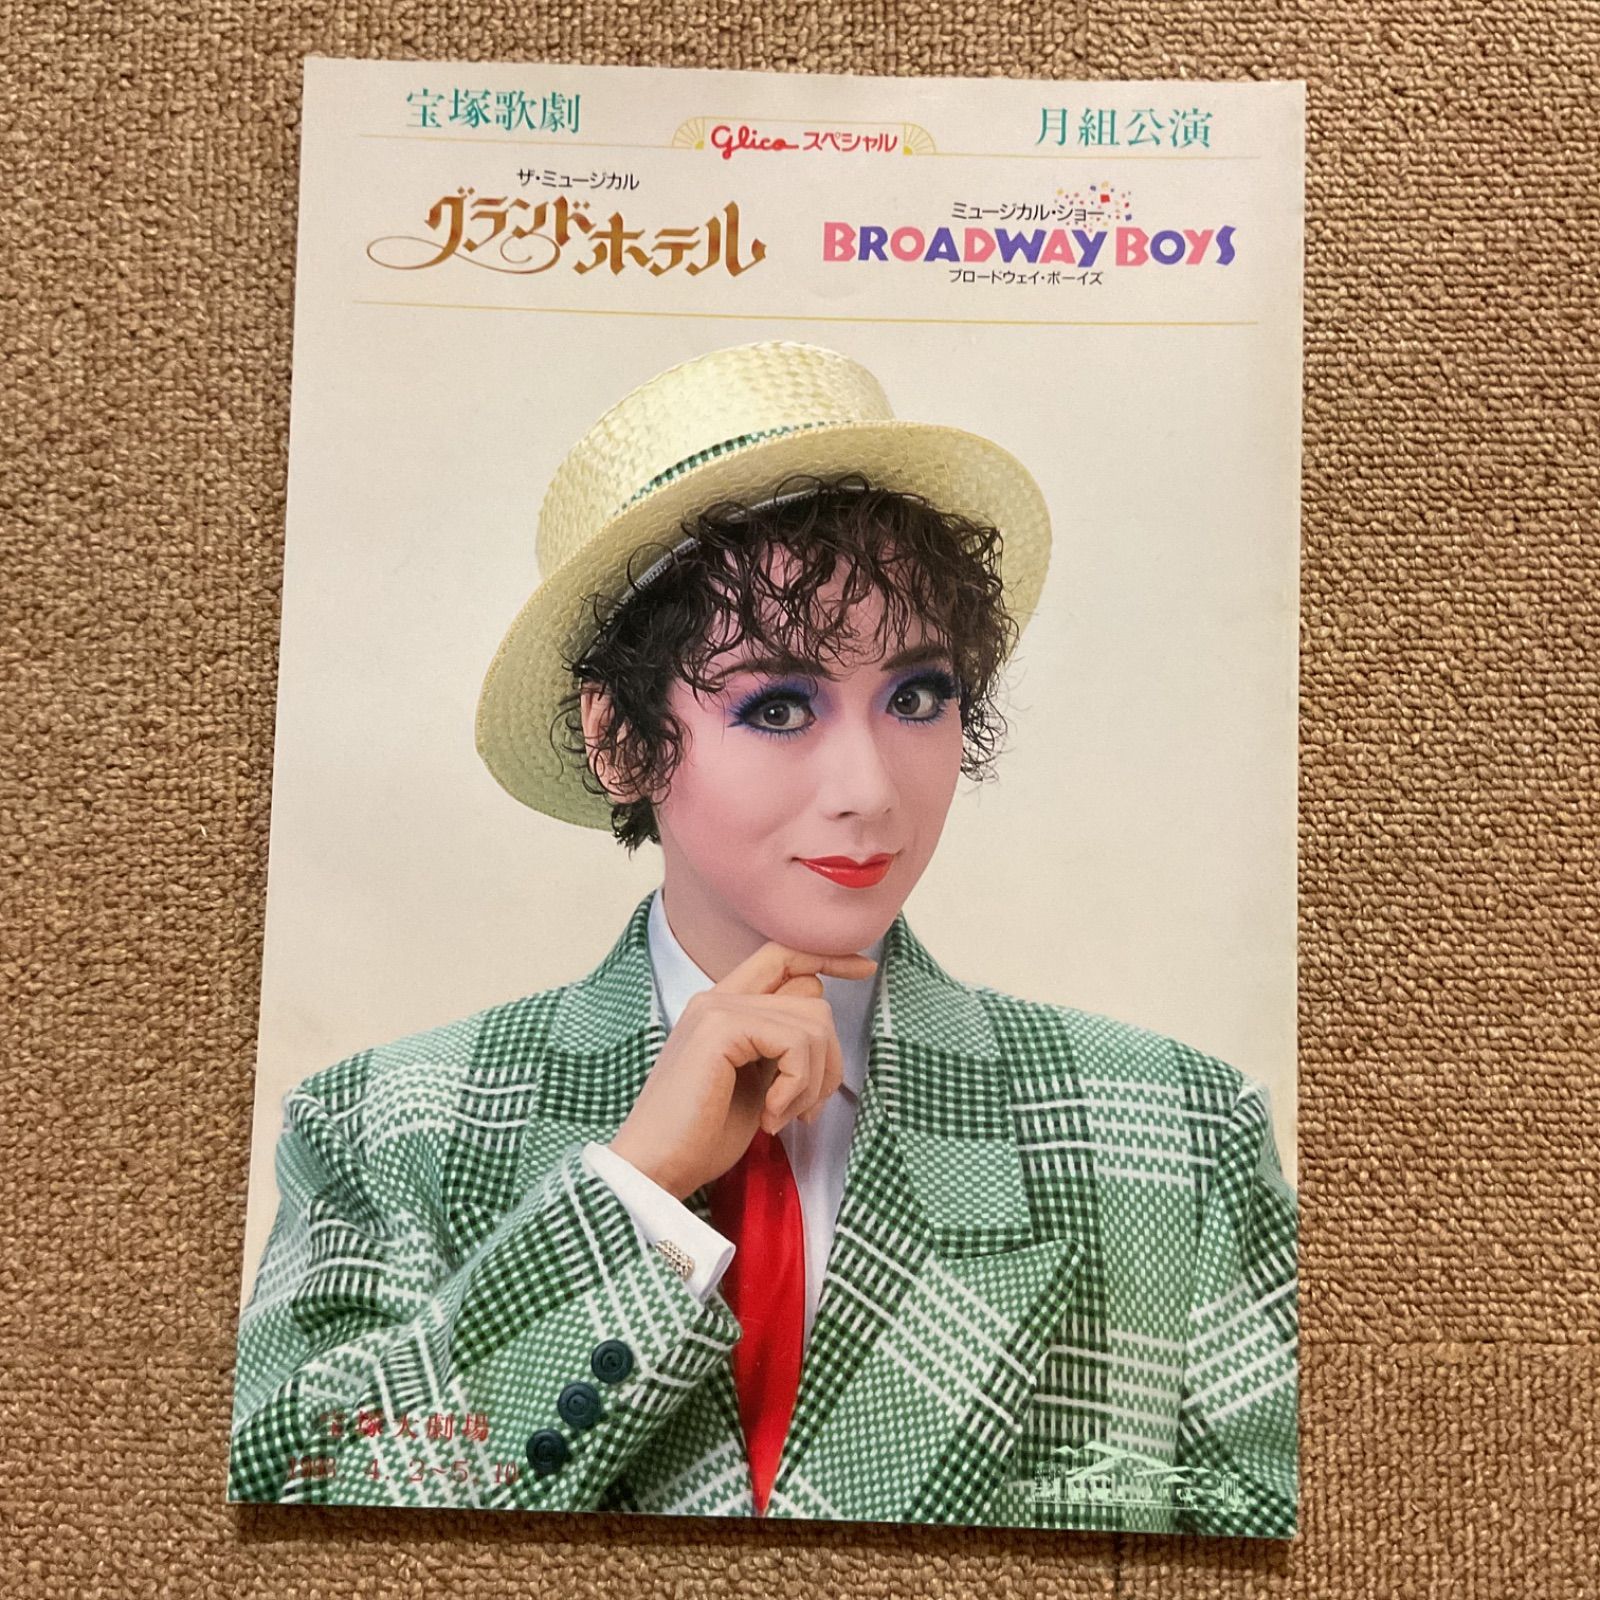 宝塚歌劇
月組公演
Glico スペシャル
ザ・ミュージカル
グランドホテル
ミュージカル・ショー
BROADWAY BOYS
ブロードウェイ・ボーイズ
宝塚大劇場
1993. 4. 2~5. 10